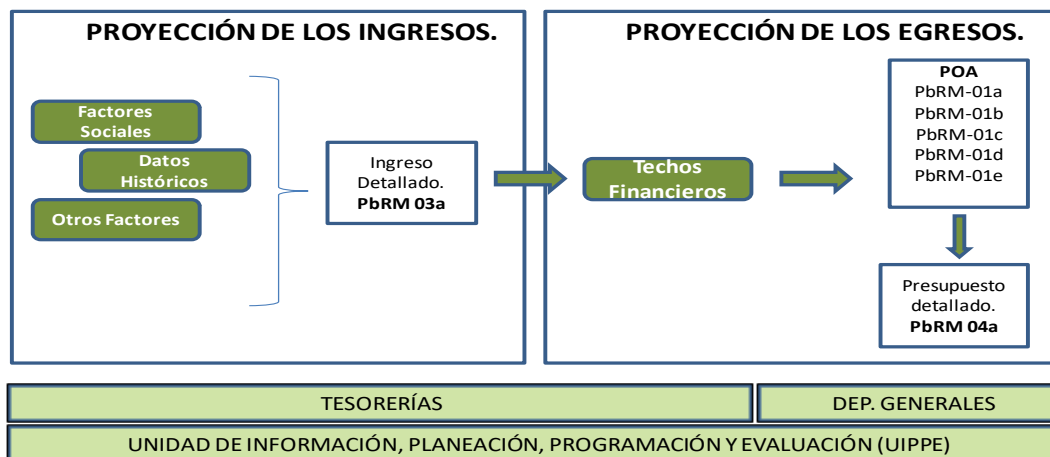 PROYECCIÓN DE LOS INGRESOS.
Factores
Sociales
Datos
Históricos
Otros Factores
Ingreso
Detallado.
PbRM 03a
PROYECCIÓN DE LOS EGRESOS.
Techos
Financieros
POA
PbRM-01a
PbRM-01b
PbRM-01c
PbRM-01d
PbRM-01e
Presupuesto
detallado.
PbRM 04a
TESORERÍAS
DEP. GENERALES
UNIDAD DE INFORMACIÓN, PLANEACIÓN, PROGRAMACIÓN Y EVALUACIÓN (UIPPE)